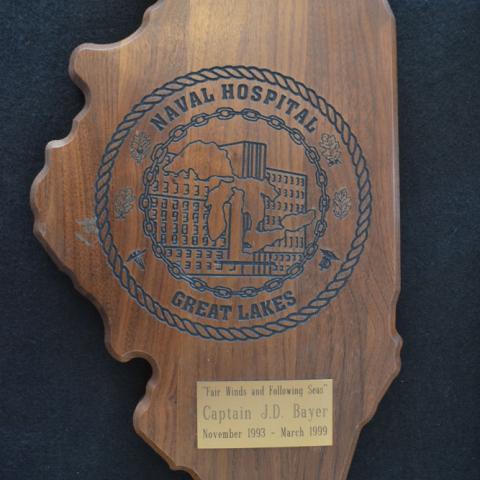 NAVAL HOSPITAL
GREAT LAKES
"Fair Winds and Following Seas"
Captain J.D. Bayer
November 1993 - March 1999